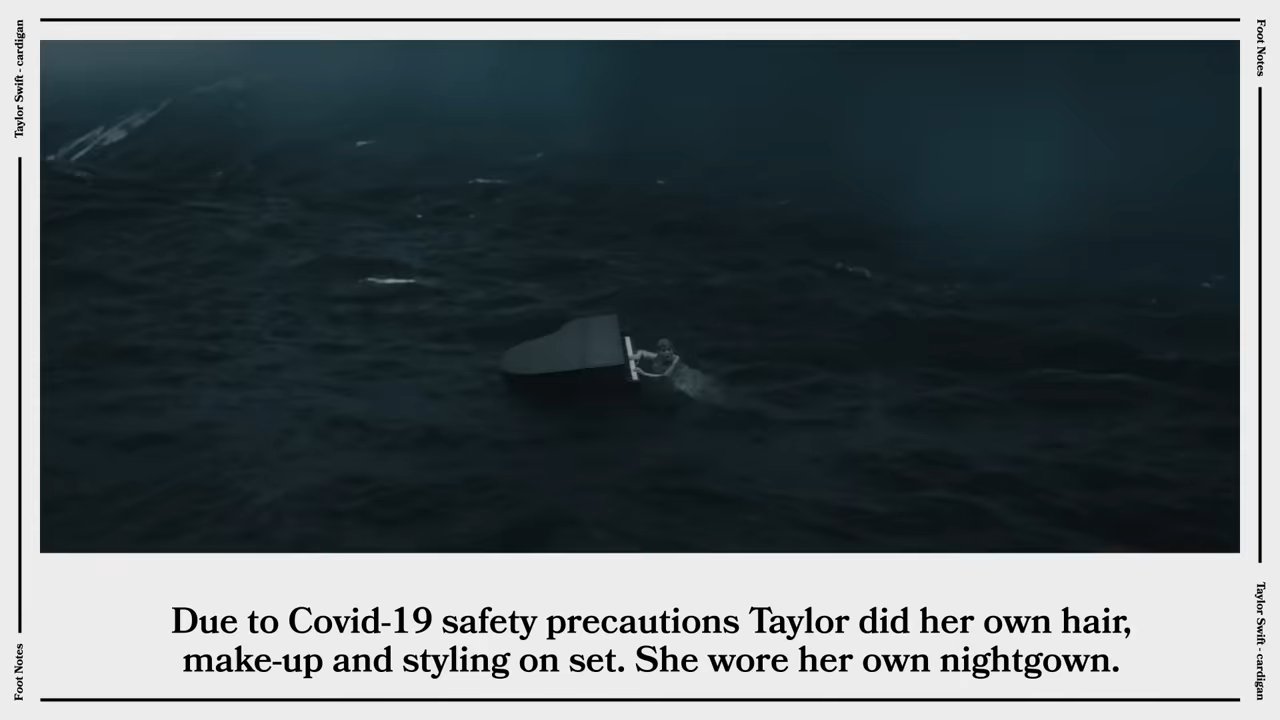 Taylor Swift - cardigan
Foot Notes
Due to Covid-19 safety precautions Taylor did her own hair,
make-up and styling on set. She wore her own nightgown.
Foot Notes
Taylor Swift - cardigan